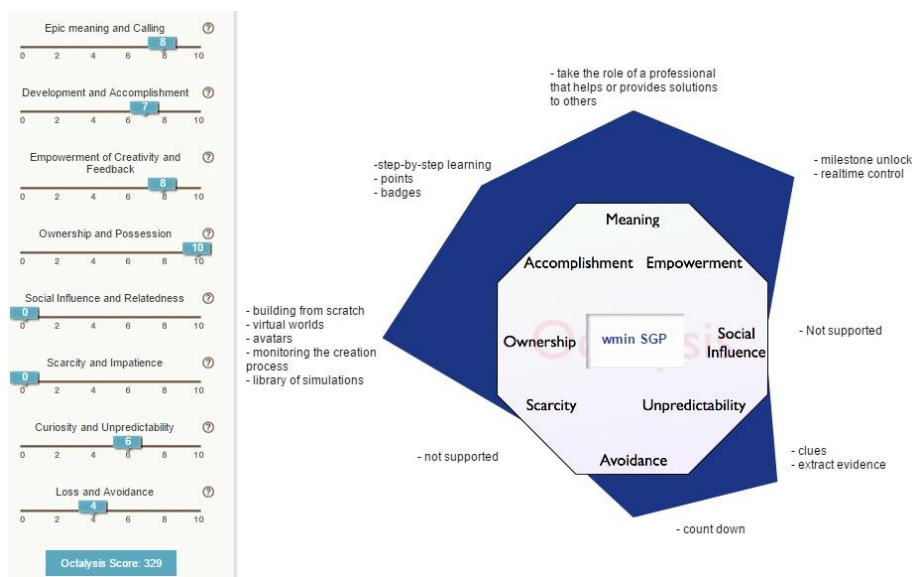 Epic meaning and Calling
?
8
0 2 4 6 8 10
Development and Accomplishment
?
7
0 2 4 6 8 10
Empowerment of Creativity and
Feedback
?
8
0 2 4 6 8 10
Ownership and Possession
?
10
0 2 4 6 8 10
Social Influence and Relatedness
?
0
0 2 4 6 8 10
Scarcity and Impatience
?
0
0 2 4 6 8 10
Curiosity and Unpredictability
?
6
0 2 4 6 8 10
Loss and Avoidance
?
4
0 2 4 6 8 10
Octalysis Score: 329
- take the role of a professional
that helps or provides solutions
to others
-step-by-step learning
- points
- badges
- milestone unlock
- realtime control
Meaning
Accomplishment
Empowerment
- building from scratch
- virtual worlds
- avatars
- monitoring the creation
process
- library of simulations
Ownership
Octalysis
wmin SGP
Social
Influence
- Not supported
Scarcity
Unpredictability
- not supported
Avoidance
- clues
- extract evidence
- count down